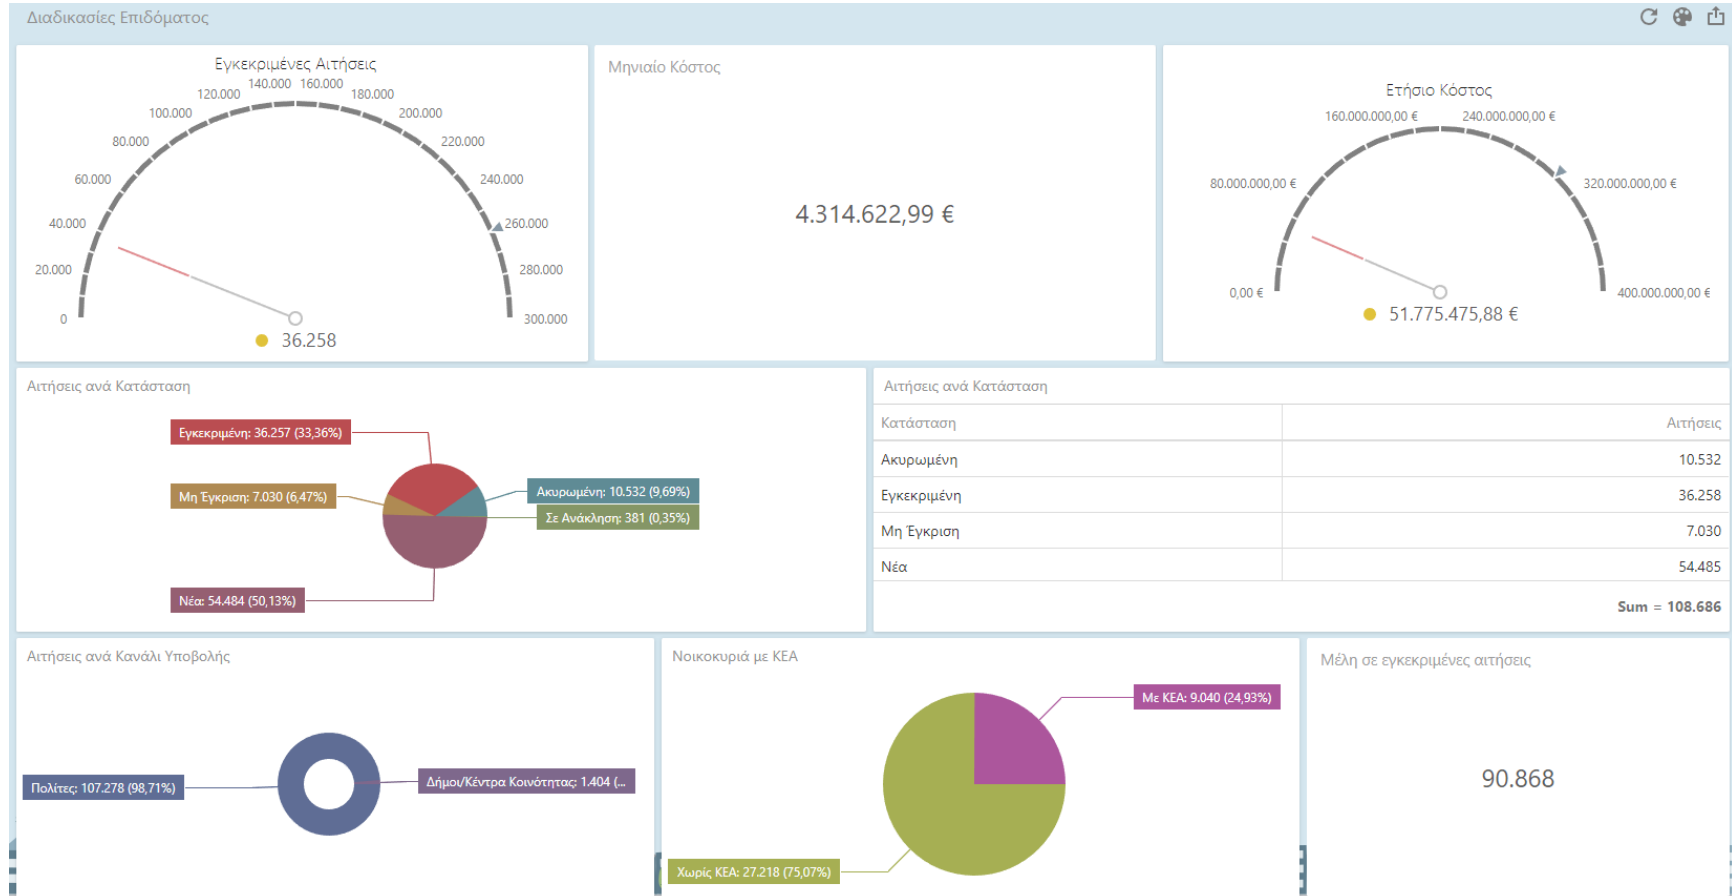 Διαδικασίες Επιδόματος
Εγκεκριμένες Αιτήσεις
0
20.000
40.000
60.000
80.000
100.000
120.000
140.000
160.000
180.000
200.000
220.000
240.000
260.000
280.000
300.000
36.258
Μηνιαίο Κόστος
4.314.622,99 €
Ετήσιο Κόστος
0,00 €
80.000.000,00 €
160.000.000,00 €
240.000.000,00 €
320.000.000,00 €
400.000.000,00 €
51.775.475,88 €
Αιτήσεις ανά Κατάσταση
Εγκεκριμένη: 36.257 (33,36%)
Μη Έγκριση: 7.030 (6,47%)
Ακυρωμένη: 10.532 (9,69%)
Σε Ανάκληση: 381 (0,35%)
Νέα: 54.484 (50,13%)
Αιτήσεις ανά Κατάσταση
Κατάσταση Αιτήσεις
Ακυρωμένη 10.532
Εγκεκριμένη 36.258
Μη Έγκριση 7.030
Νέα 54.485
Sum = 108.686
Αιτήσεις ανά Κανάλι Υποβολής
Πολίτες: 107.278 (98,71%)
Δήμοι/Κέντρα Κοινότητας: 1.404 (...
Νοικοκυριά με ΚΕΑ
Με ΚΕΑ: 9.040 (24,93%)
Χωρίς ΚΕΑ: 27.218 (75,07%)
Μέλη σε εγκεκριμένες αιτήσεις
90.868